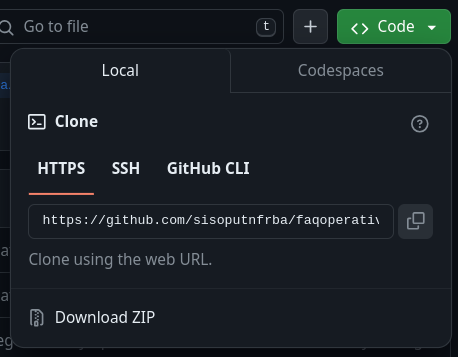 Go to file t + Code
Local Codespaces
Clone
HTTPS SSH GitHub CLI
https://github.com/sisoputnfrba/faqoperativ
Clone using the web URL.
Download ZIP